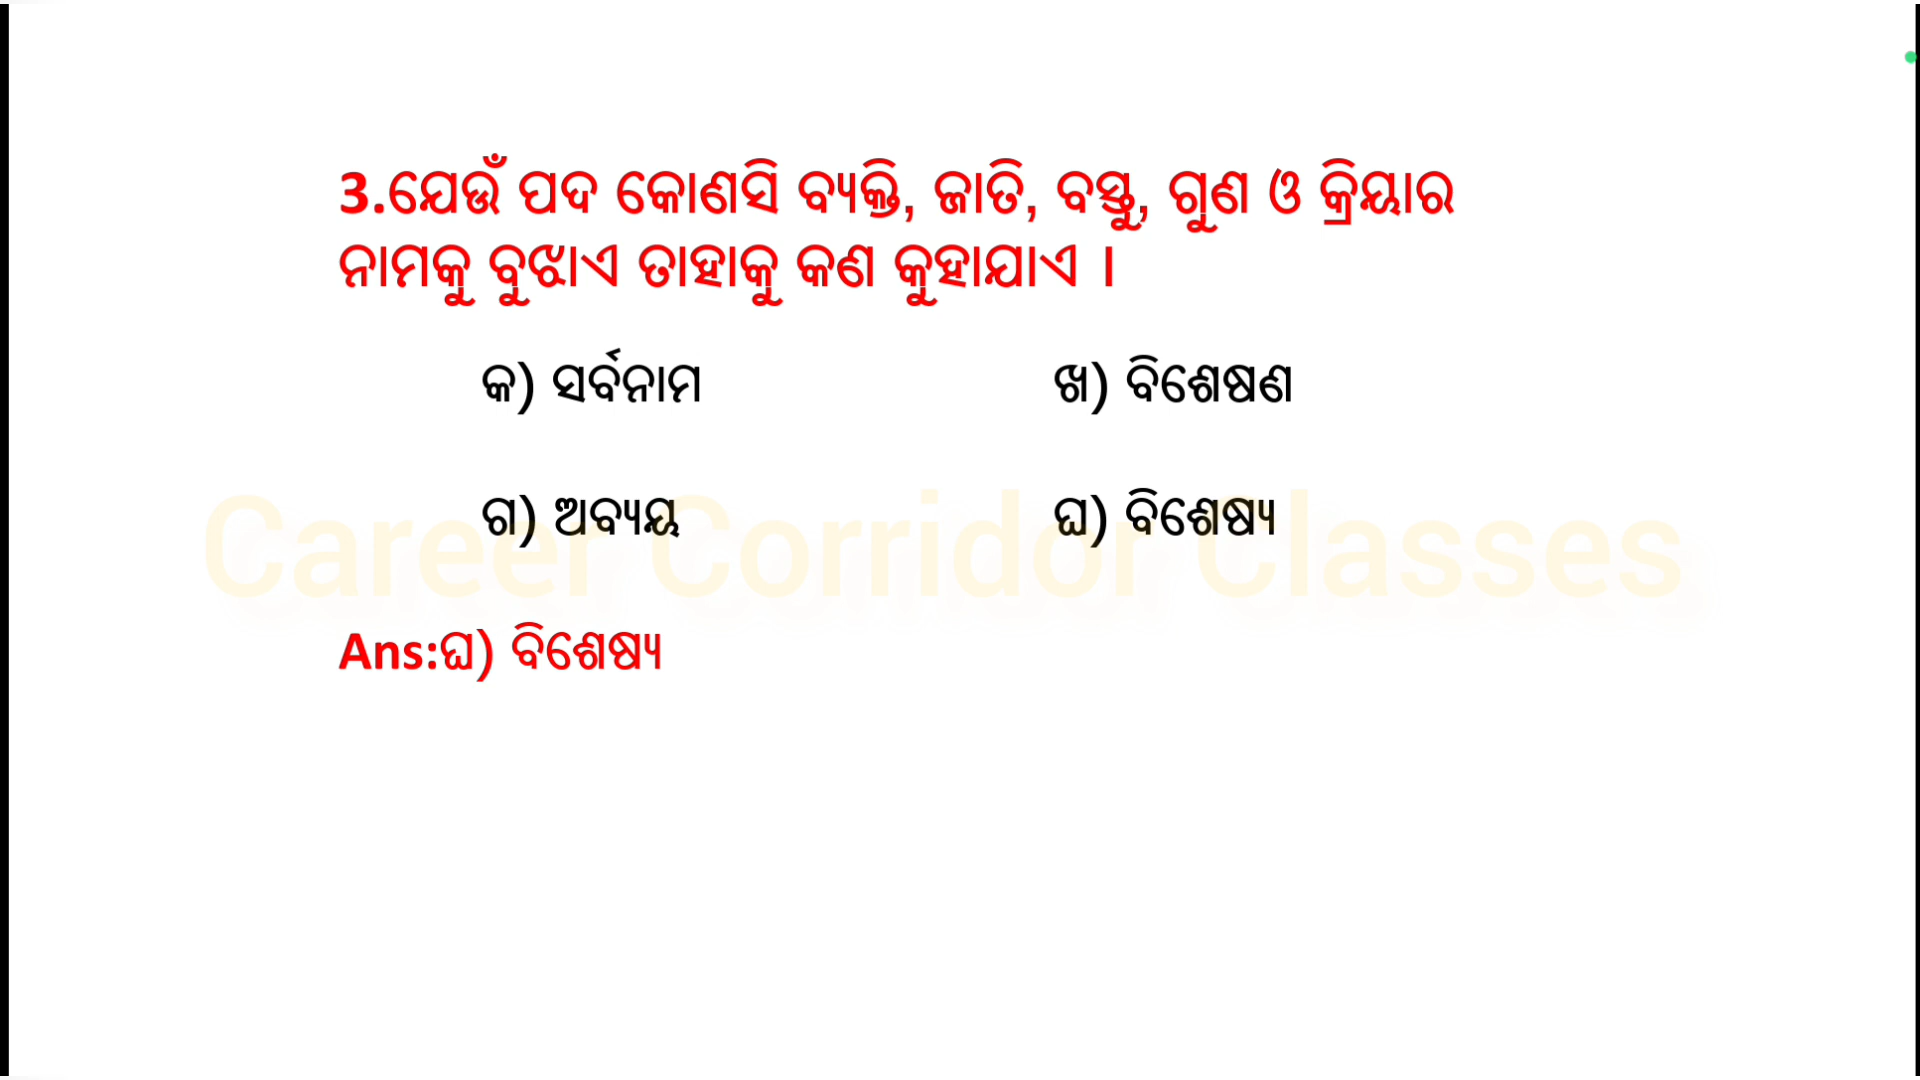 3.ଯେଉଁ ପଦ କୋଣସି ବ୍ୟକ୍ତି, ଜାତି, ବସ୍ତୁ, ଗୁଣ ଓ କ୍ରିୟାର
ନାମକୁ ବୁଝାଏ ତାହାକୁ କଣ କୁହାଯାଏ ।
କ) ସର୍ବନାମ ଖ) ବିଶେଷଣ
ଗ) ଅବ୍ୟୟ ଘ) ବିଶେଷ୍ୟ
Career Corridor Classes
Ans:ଘ) ବିଶେଷ୍ୟ